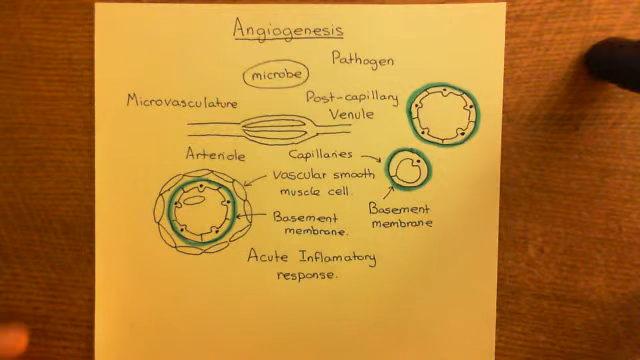 Angiogenesis
Pathogen
microbe
Microvasculature
Post-capillary
Venule
Arteriole
Capillaries
vascular smooth
muscle cell.
Basement
membrane
Basement
membrane.
Acute Inflamatory
response.